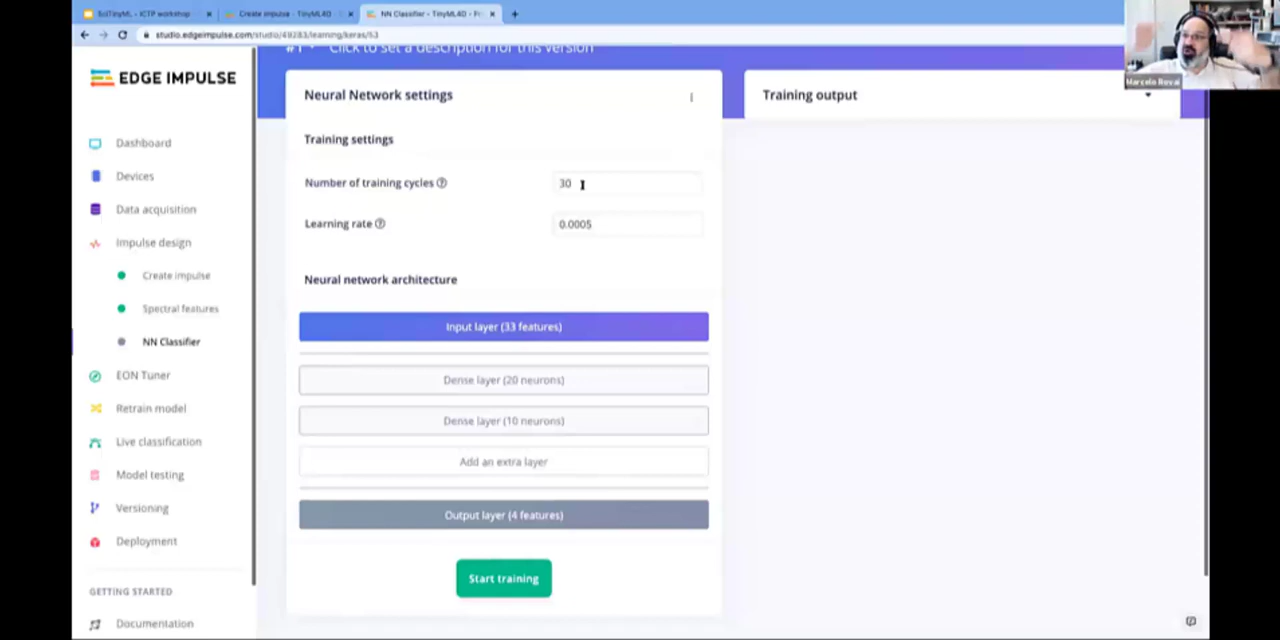 SciTinyML - ICTP workshop
Create impulse - TinyML4D
NN Classifier - TinyML4D -
studio.edgeimpulse.com/studio/49283/learning/keras/53
#1 Click to set a description for this version
Marcelo Rovai
EDGE IMPULSE
Dashboard
Devices
Data acquisition
Impulse design
Create impulse
Spectral features
NN Classifier
EON Tuner
Retrain model
Live classification
Model testing
Versioning
Deployment
GETTING STARTED
Documentation
Neural Network settings
Training settings
Number of training cycles
30
Learning rate
0.0005
Neural network architecture
Input layer (33 features)
Dense layer (20 neurons)
Dense layer (10 neurons)
Add an extra layer
Output layer (4 features)
Start training
Training output